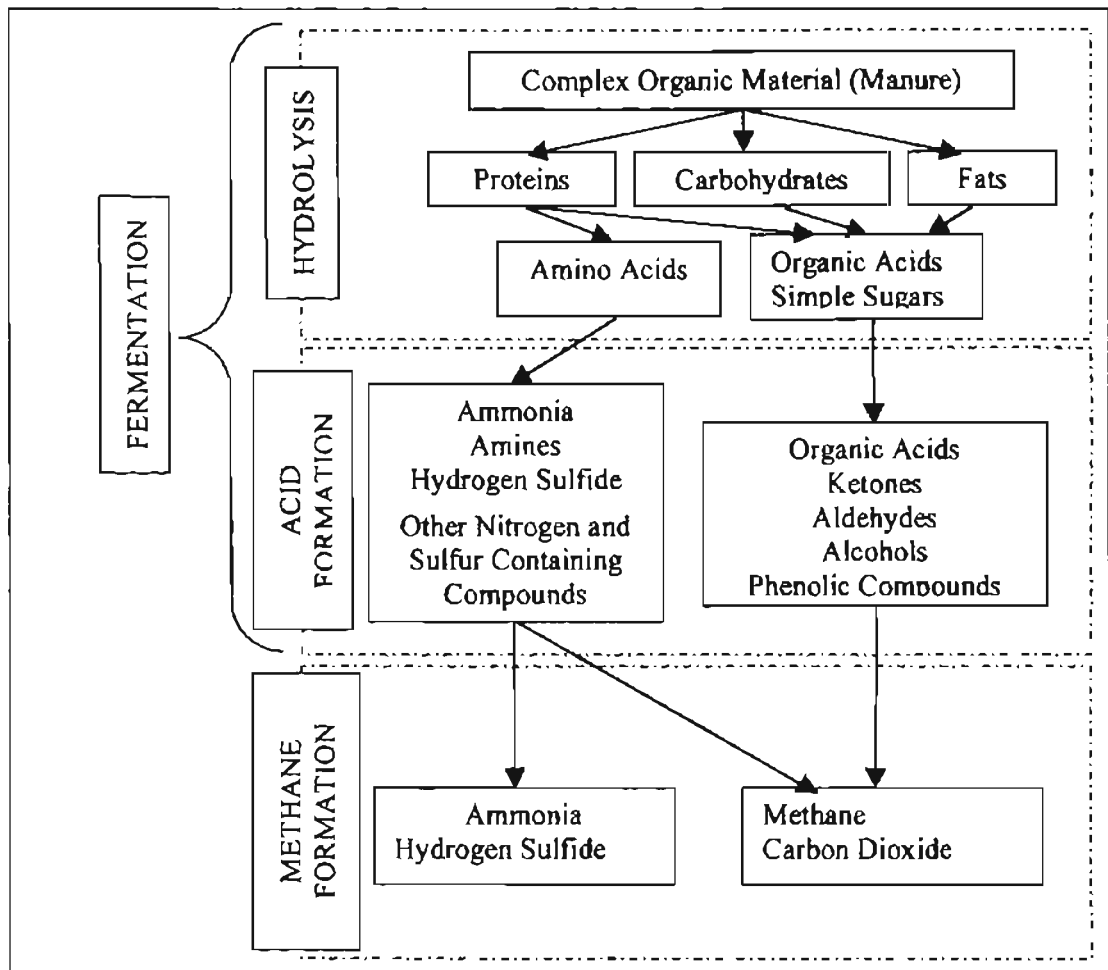 FERMENTATION
HYDROLYSIS
Complex Organic Material (Manure)
Proteins
Carbohydrates
Fats
Amino Acids
Organic Acids
Simple Sugars
ACID
FORMATION
Ammonia
Amines
Hydrogen Sulfide
Other Nitrogen and
Sulfur Containing
Compounds
Organic Acids
Ketones
Aldehydes
Alcohols
Phenolic Compounds
METHANE
FORMATION
Ammonia
Hydrogen Sulfide
Methane
Carbon Dioxide